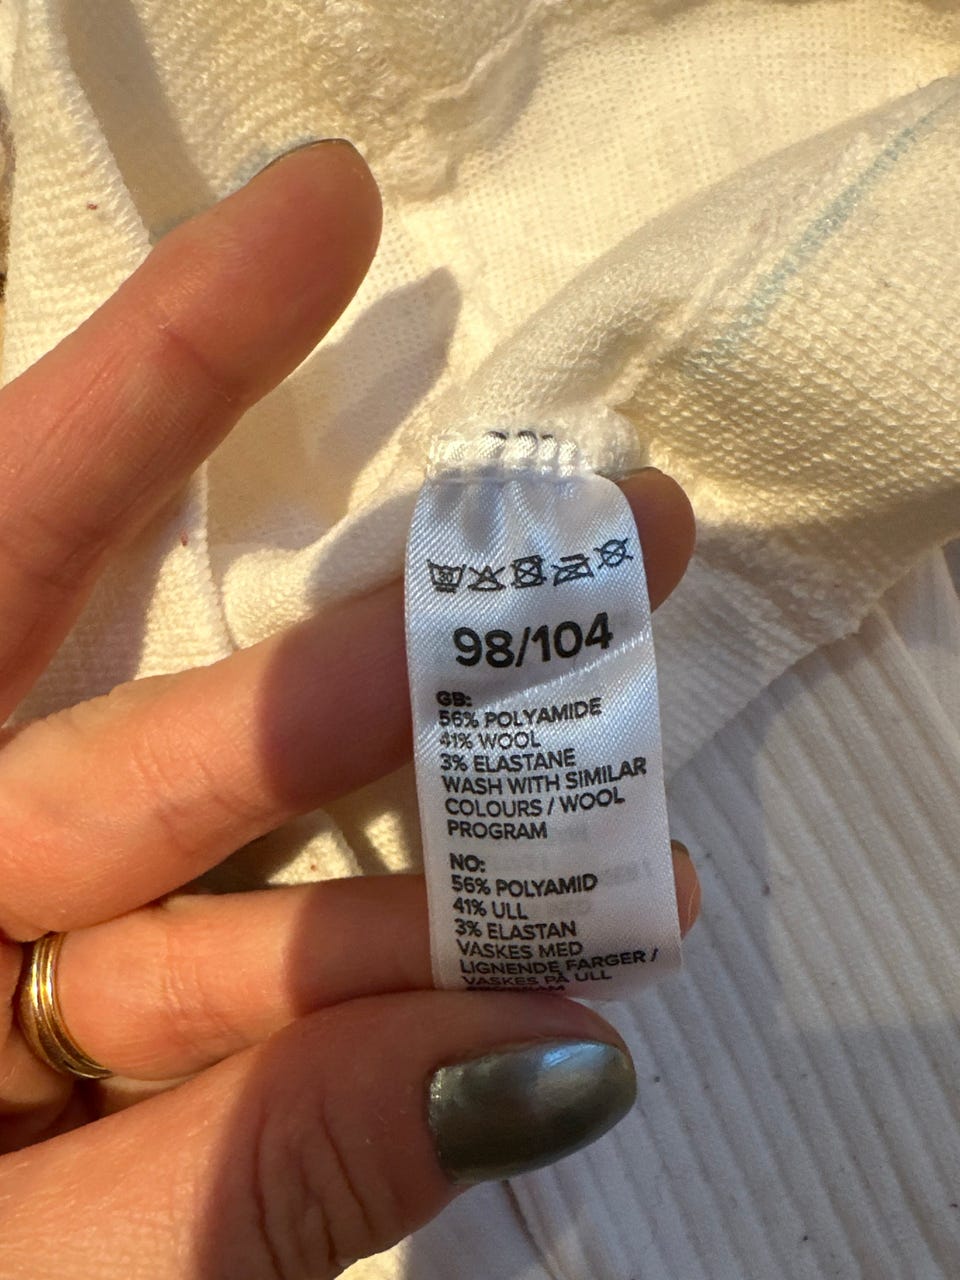 30
98/104
GB:
56% POLYAMIDE
41% WOOL
3% ELASTANE
WASH WITH SIMILAR
COLOURS / WOOL
PROGRAM
NO:
56% POLYAMID
41% ULL
3% ELASTAN
VASKES MED
LIGNENDE FARGER /
VASKES PÅ ULL